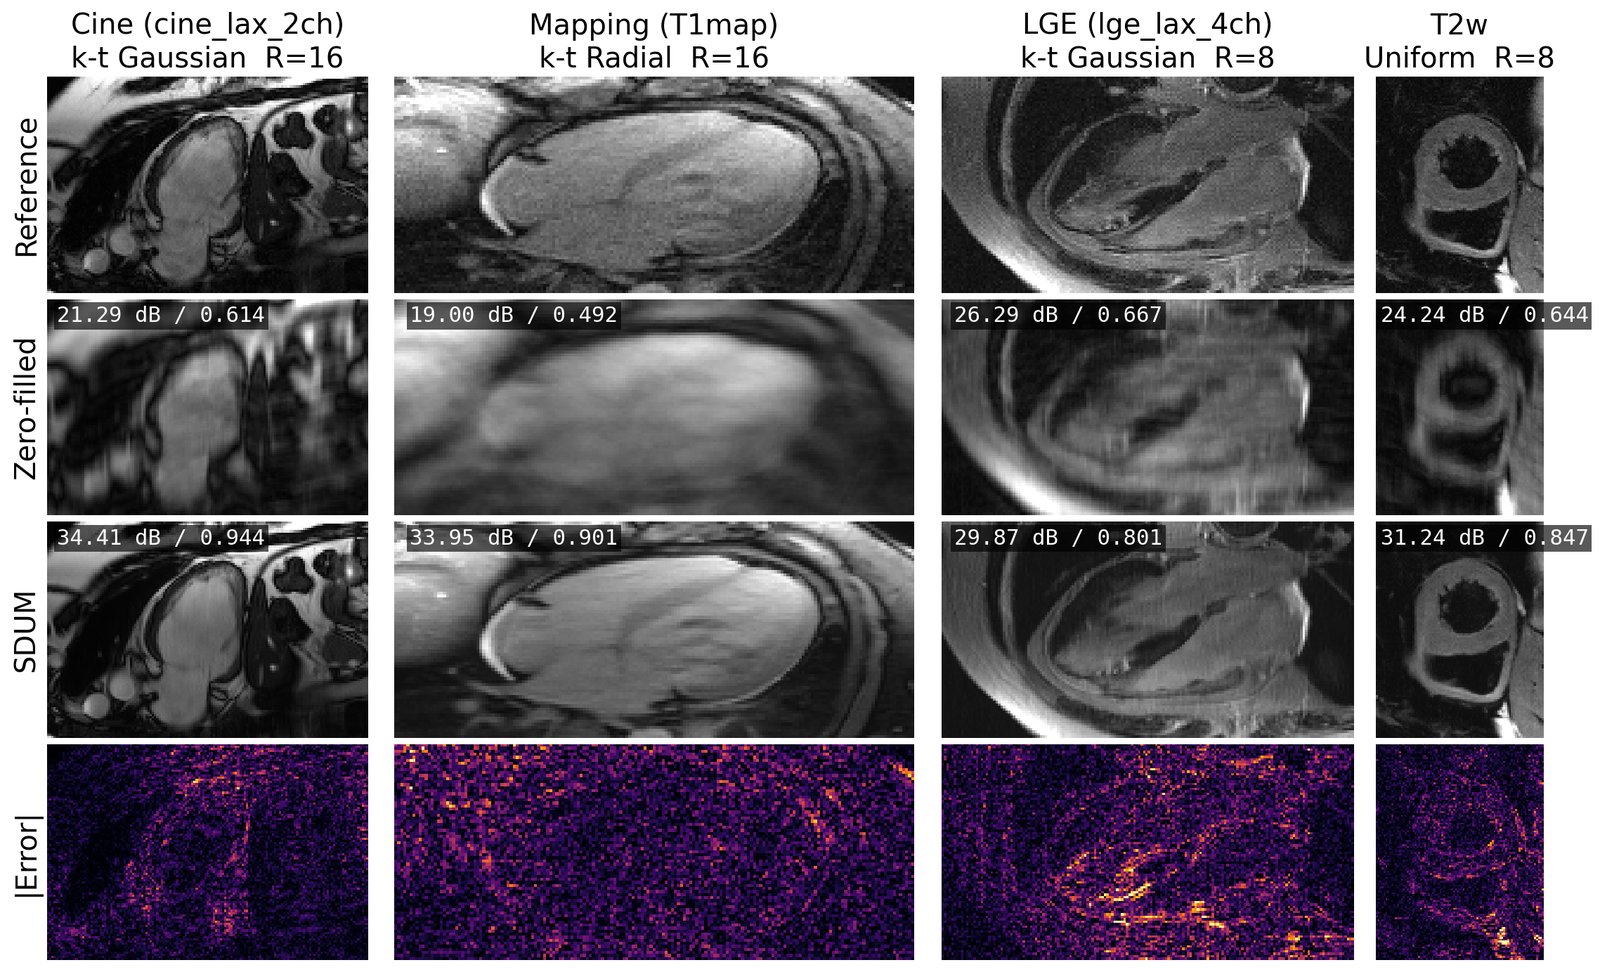 Cine (cine_lax_2ch)
k-t Gaussian R=16
Mapping (T1map)
k-t Radial R=16
LGE (lge_lax_4ch)
k-t Gaussian R=8
T2w
Uniform R=8
Reference
Zero-filled
21.29 dB / 0.614
19.00 dB / 0.492
26.29 dB / 0.667
24.24 dB / 0.644
SDUM
34.41 dB / 0.944
33.95 dB / 0.901
29.87 dB / 0.801
31.24 dB / 0.847
|Error|